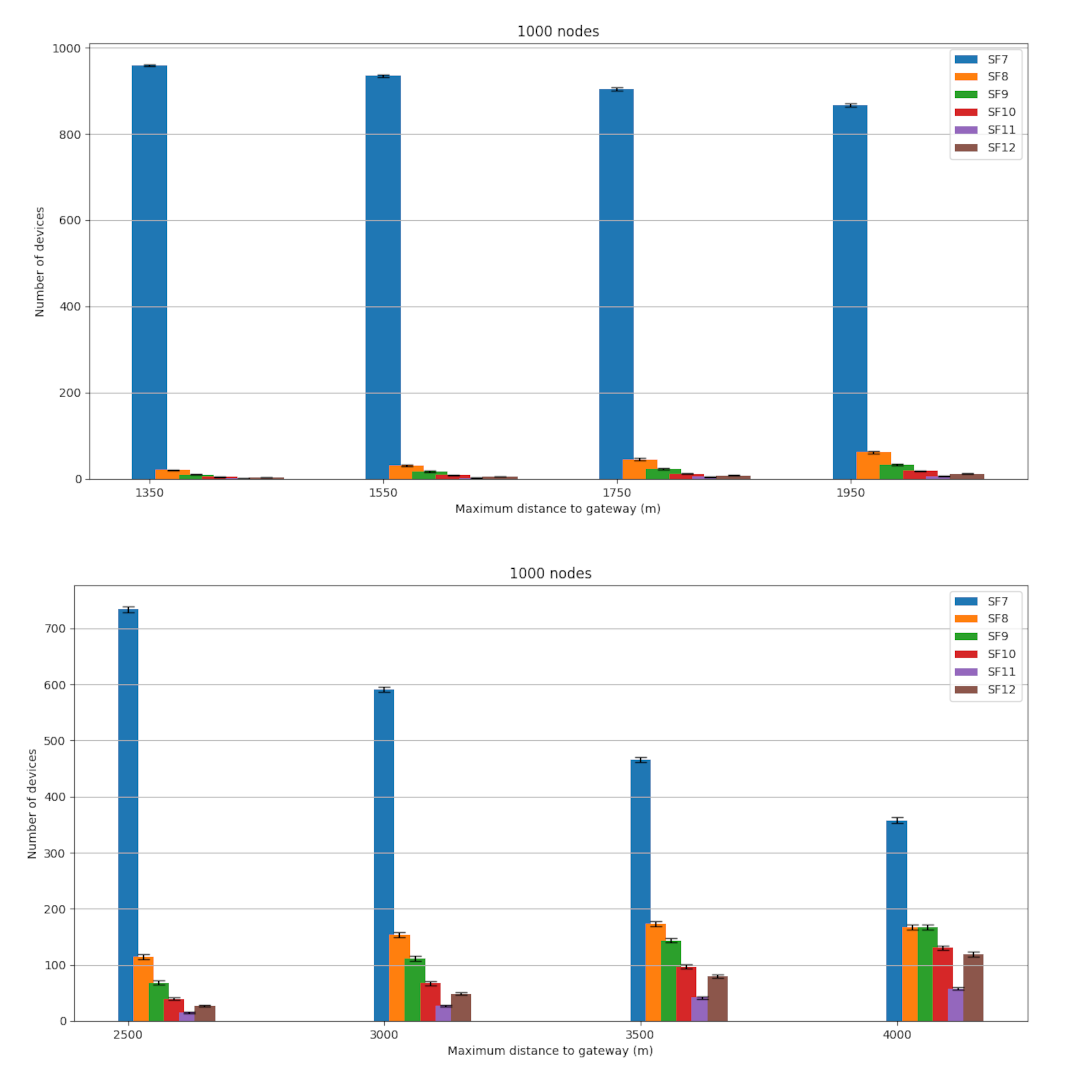 1000 nodes
1000
800
600
400
200
0
Number of devices
SF7
SF8
SF9
SF10
SF11
SF12
1350 1550 1750 1950
Maximum distance to gateway (m)
1000 nodes
700
600
500
400
300
200
100
0
Number of devices
SF7
SF8
SF9
SF10
SF11
SF12
2500 3000 3500 4000
Maximum distance to gateway (m)